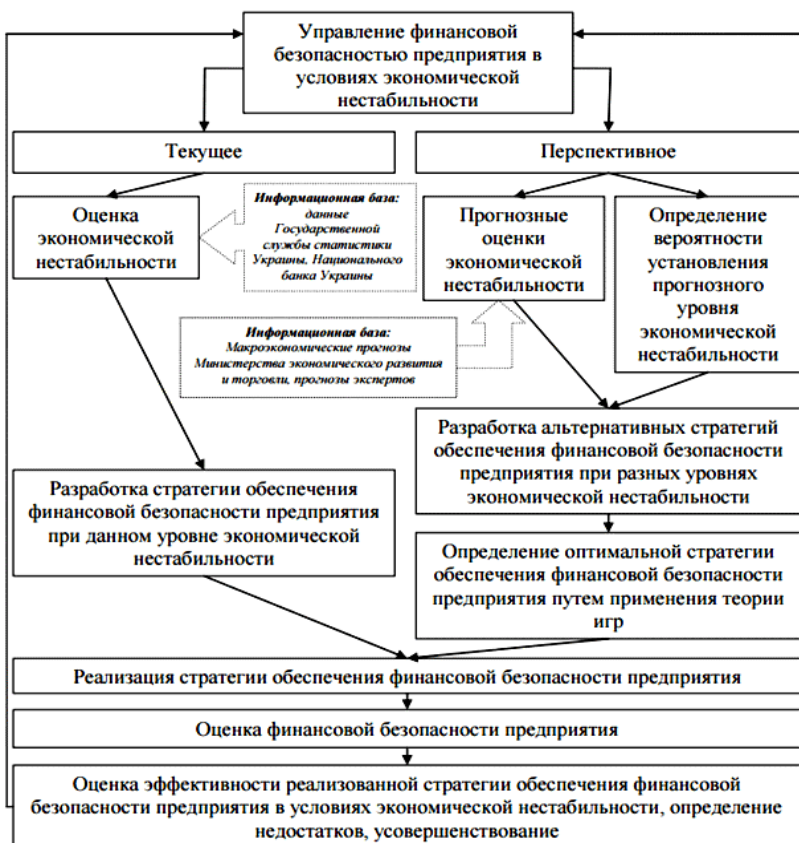 Управление финансовой
безопасностью предприятия в
условиях экономической
нестабильности
Текущее
Перспективное
Оценка
экономической
нестабильности
Информационная база:
данные
Государственной
службы статистики
Украины, Национального
банка Украины
Прогнозные
оценки
экономической
нестабильности
Определение
вероятности
установления
прогнозного
уровня
экономической
нестабильности
Информационная база:
Макроэкономические прогнозы
Министерства экономического развития
и торговли, прогнозы экспертов
Разработка альтернативных стратегий
обеспечения финансовой безопасности
предприятия при разных уровнях
экономической нестабильности
Разработка стратегии обеспечения
финансовой безопасности предприятия
при данном уровне экономической
нестабильности
Определение оптимальной стратегии
обеспечения финансовой безопасности
предприятия путем применения теории
игр
Реализация стратегии обеспечения финансовой безопасности предприятия
Оценка финансовой безопасности предприятия
Оценка эффективности реализованной стратегии обеспечения финансовой
безопасности предприятия в условиях экономической нестабильности, определение
недостатков, усовершенствование